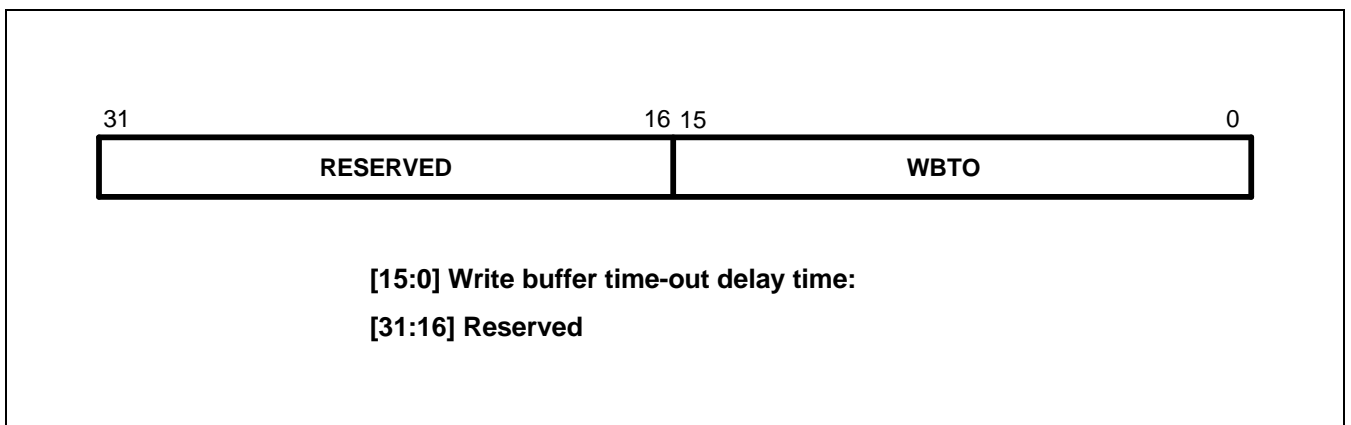 31 16 15 0
RESERVED WBTO
[15:0] Write buffer time-out delay time:
[31:16] Reserved